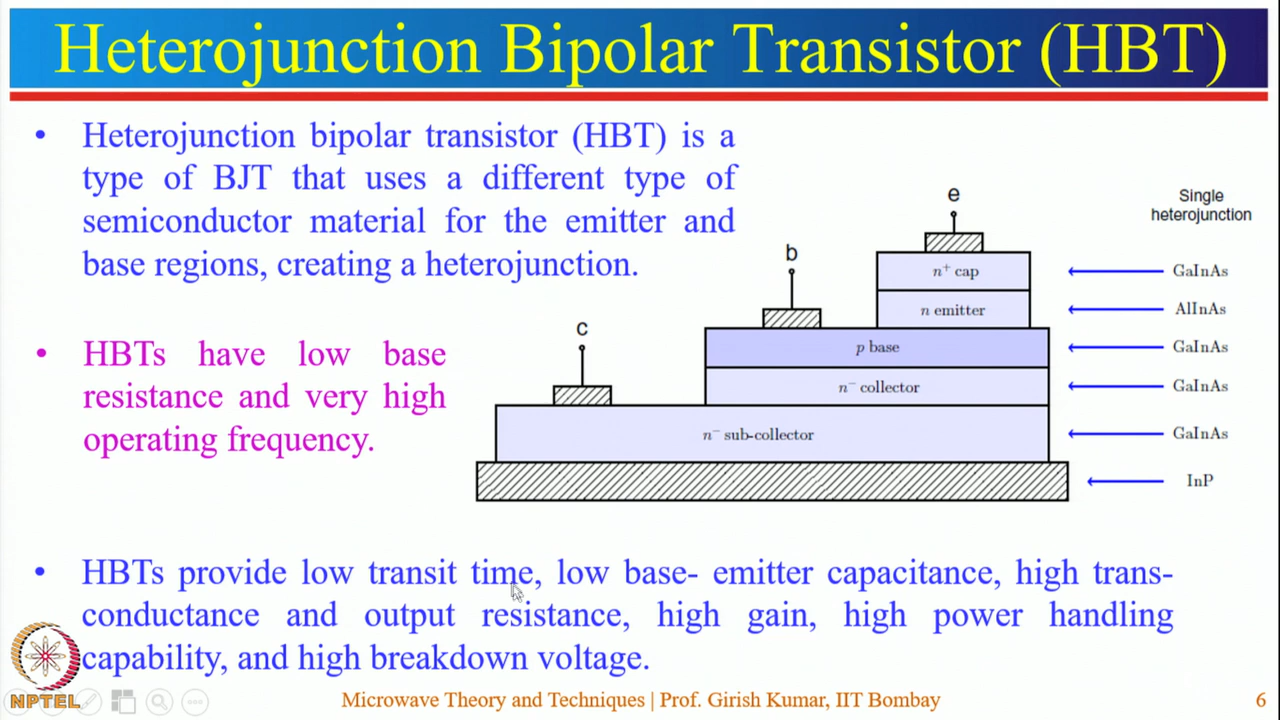 Heterojunction Bipolar Transistor (HBT)
• Heterojunction bipolar transistor (HBT) is a
type of BJT that uses a different type of
semiconductor material for the emitter and
base regions, creating a heterojunction.
• HBTs have low base
resistance and very high
operating frequency.
e
b
c
n⁺ cap
n emitter
p base
n⁻ collector
n⁻ sub-collector
Single
heterojunction
GaInAs
AlInAs
GaInAs
GaInAs
GaInAs
InP
• HBTs provide low transit time, low base- emitter capacitance, high trans-
conductance and output resistance, high gain, high power handling
capability, and high breakdown voltage.
NPTEL
Microwave Theory and Techniques | Prof. Girish Kumar, IIT Bombay
6